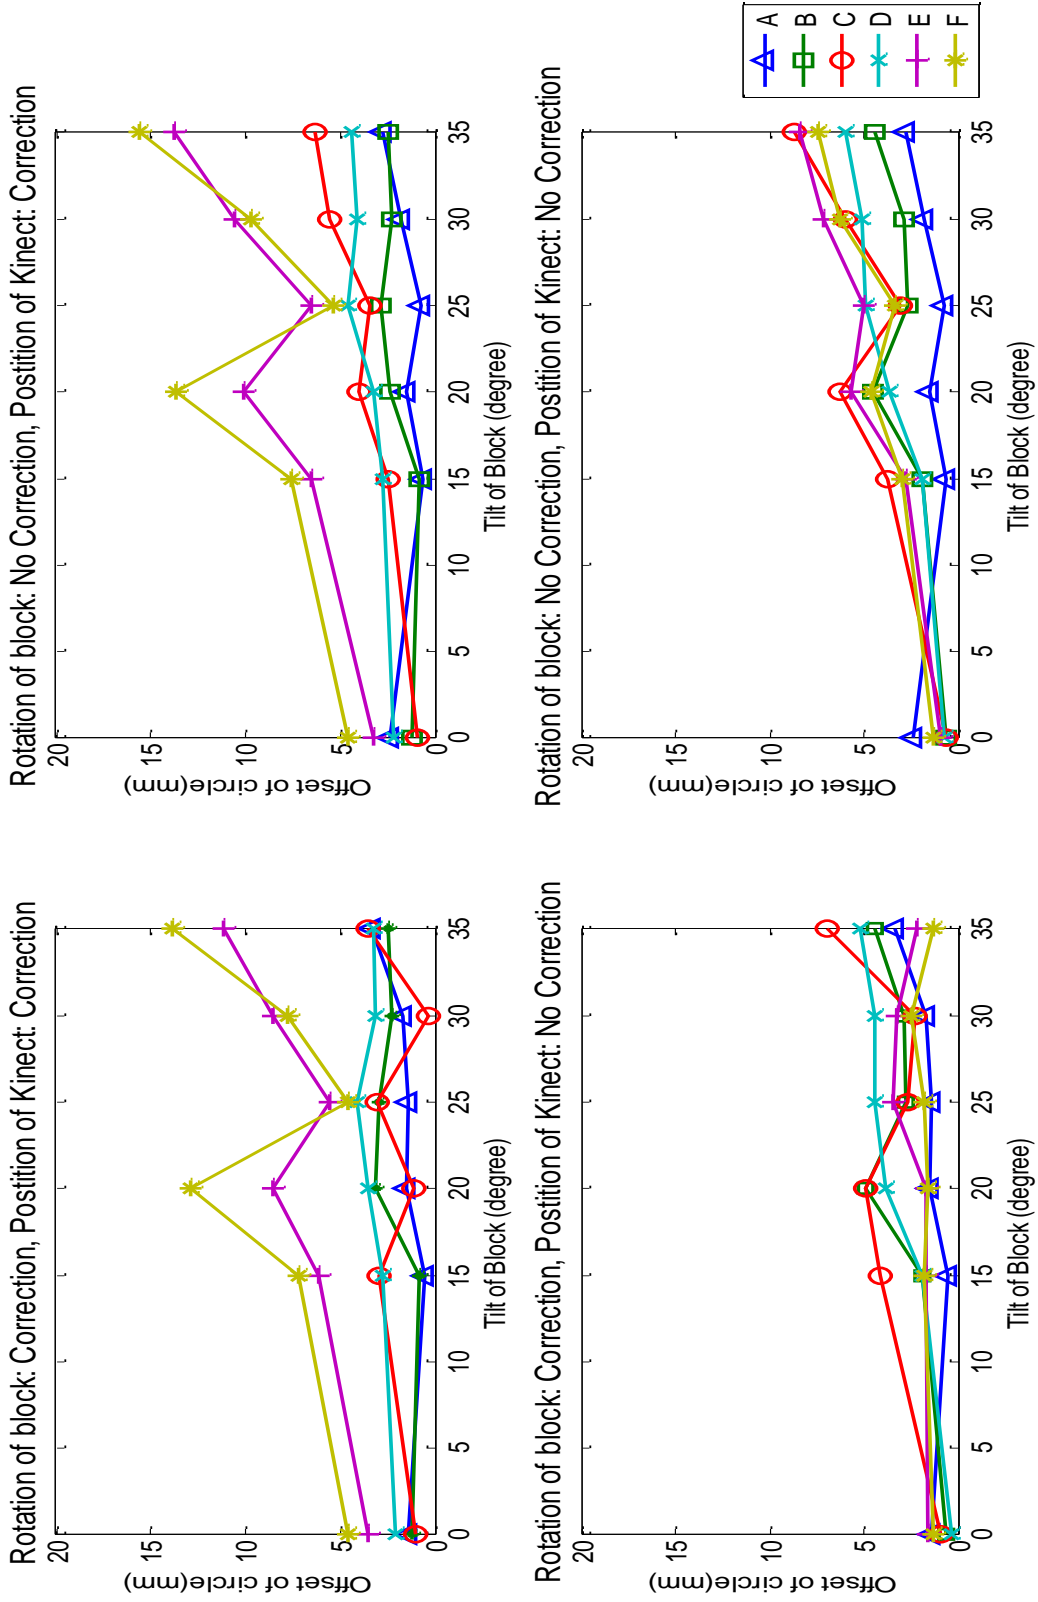 Rotation of block: Correction, Position of Kinect: Correction
20
15
10
5
0
Offset of circle(mm)
0
5
10
15
20
25
30
35
Tilt of Block (degree)
Rotation of block: No Correction, Postition of Kinect: Correction
20
15
10
5
0
Offset of circle(mm)
0
5
10
15
20
25
30
35
Tilt of Block (degree)
Rotation of block: Correction, Postition of Kinect: No Correction
20
15
10
5
0
Offset of circle(mm)
0
5
10
15
20
25
30
35
Tilt of Block (degree)
Rotation of block: No Correction, Postition of Kinect: No Correction
20
15
10
5
0
Offset of circle(mm)
0
5
10
15
20
25
30
35
Tilt of Block (degree)
A
B
C
D
E
F